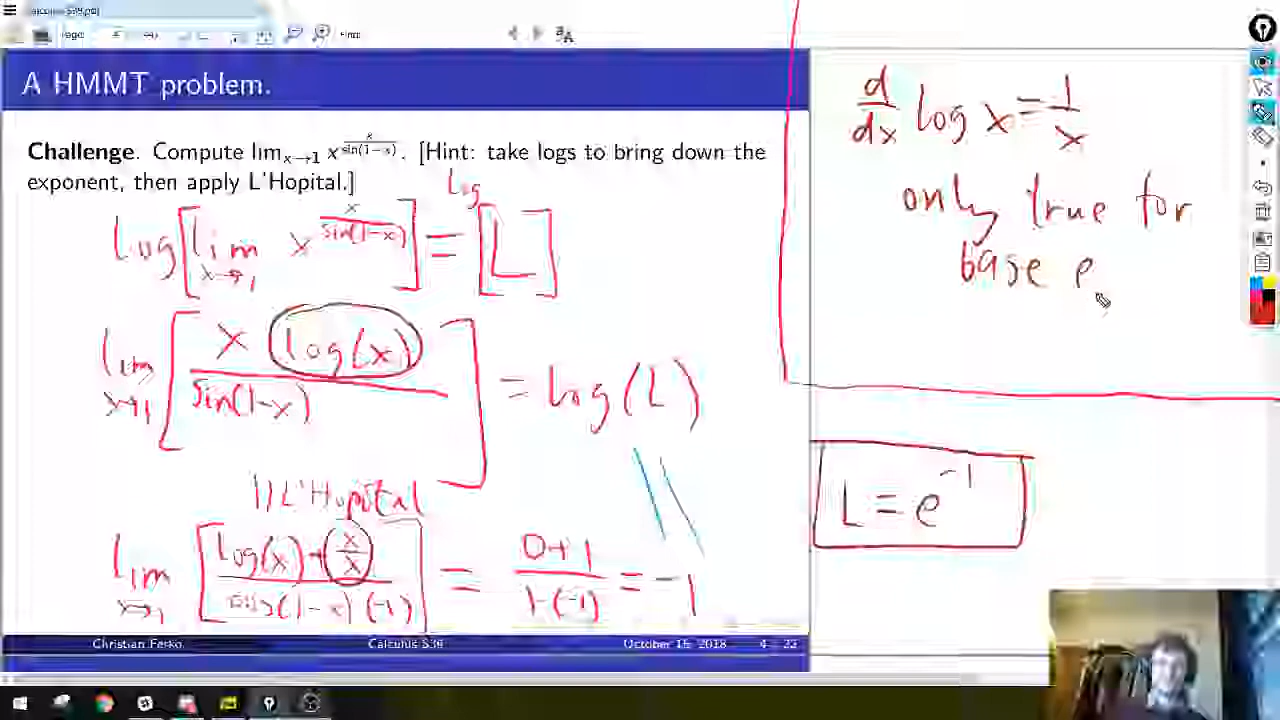 A HMMT problem.
Challenge. Compute lim_{x→1} x^{x/sin(1−x)}. [Hint: take logs to bring down the
exponent, then apply L'Hopital.]
log[lim_{x→1} x^{x/sin(1-x)}] = log[L]
lim_{x→1} [x log(x) / sin(1-x)] = log(L)
|| L'Hopital
lim_{x→1} [log(x) + x/x / (1-x)(-1)] = 0+1 / 1·(-1) = -1
d/dx log x = 1/x
only true for
base e
L = e^{-1}
Christian Ferko
Calculus
October 15, 2018
4
22